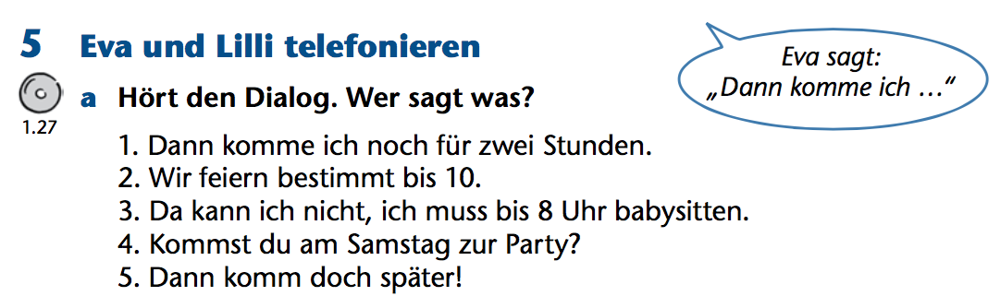 5 Eva und Lilli telefonieren
Eva sagt:
„Dann komme ich ...“
a Hört den Dialog. Wer sagt was?
1.27
1. Dann komme ich noch für zwei Stunden.
2. Wir feiern bestimmt bis 10.
3. Da kann ich nicht, ich muss bis 8 Uhr babysitten.
4. Kommst du am Samstag zur Party?
5. Dann komm doch später!